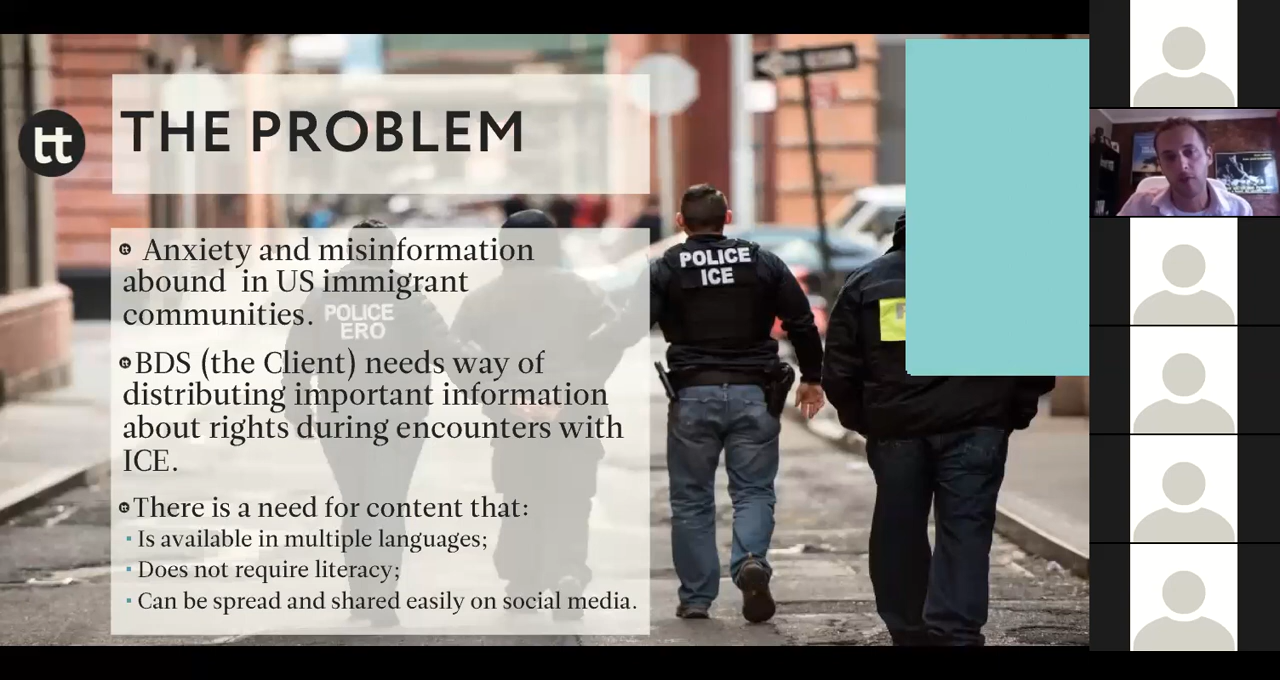 tt
THE PROBLEM
Anxiety and misinformation
abound in US immigrant
communities.
BDS (the Client) needs way of
distributing important information
about rights during encounters with
ICE.
There is a need for content that:
Is available in multiple languages;
Does not require literacy;
Can be spread and shared easily on social media.
POLICE
ERO
POLICE
ICE